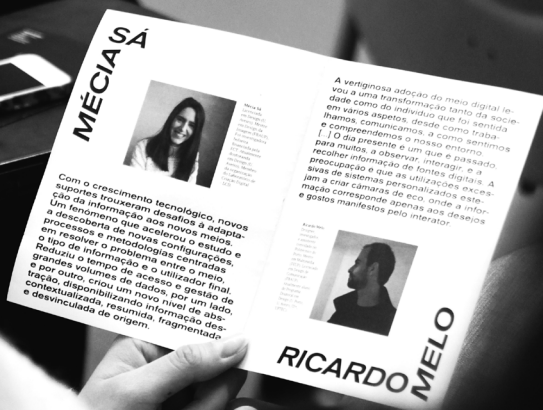 MÉCIA SÁ
Mécia Sá
Com o crescimento tecnológico, novos
suportes trouxeram desafios à adapta-
ção da informação aos novos meios.
Um fenómeno que acelerou o estudo e
a descoberta de novas configurações,
processos e metodologias centradas
em resolver o problema entre o meio,
o tipo de informação e o utilizador final.
Reduziu o tempo de acesso e gestão de
grandes volumes de dados, por um lado,
e por outro, criou um novo nível de abs-
tração, disponibilizando informação des-
contextualizada, resumida, fragmentada
e desvinculada de origem.
A vertiginosa adoção do meio digital le-
vou a uma transformação tanto da socie-
dade como do indivíduo que foi sentida
em vários aspetos, desde como traba-
lhamos, comunicamos, a como sentimos
e compreendemos o nosso entorno.
[...] O dia presente é um que é passado,
para muitos, a observar, interagir, e a
recolher informação de fontes digitais. A
preocupação é que as utilizações exces-
sivas de sistemas personalizados este-
jam a criar câmaras de eco, onde a infor-
mação corresponde apenas aos desejos
e gostos manifestos pelo interator.
RICARDO MELO